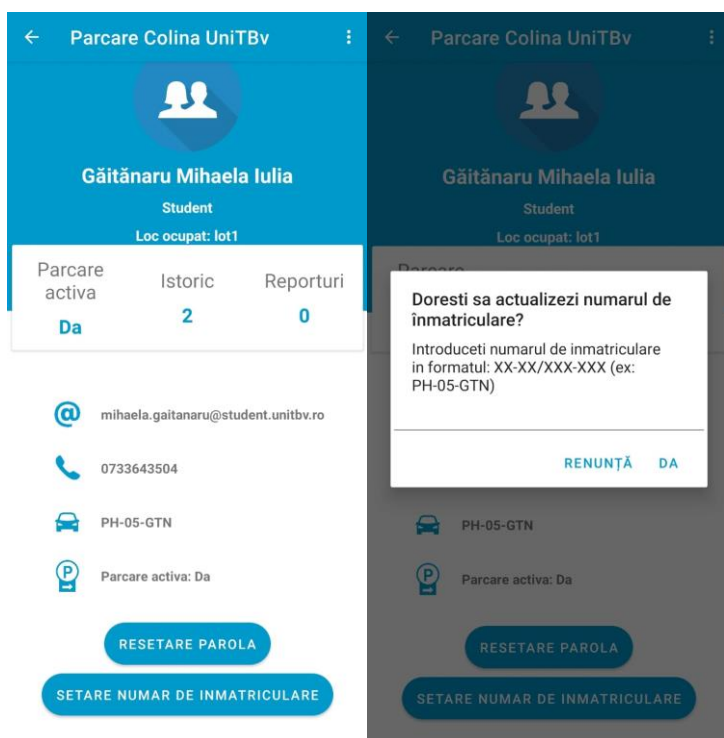 Parcare Colina UniTBv
Găitănaru Mihaela Iulia
Student
Loc ocupat: lot1
Parcare
activa
Da
Istoric
2
Reporturi
0
mihaela.gaitanaru@student.unitbv.ro
0733643504
PH-05-GTN
P
Parcare activa: Da
RESETARE PAROLA
SETARE NUMAR DE INMATRICULARE
Parcare Colina UniTBv
Găitănaru Mihaela Iulia
Student
Loc ocupat: lot1
Parcare
Doresti sa actualizezi numarul de
înmatriculare?
Introduceti numarul de inmatriculare
in formatul: XX-XX/XXX-XXX (ex:
PH-05-GTN)
RENUNȚĂ DA
PH-05-GTN
P
Parcare activa: Da
RESETARE PAROLA
SETARE NUMAR DE INMATRICULARE